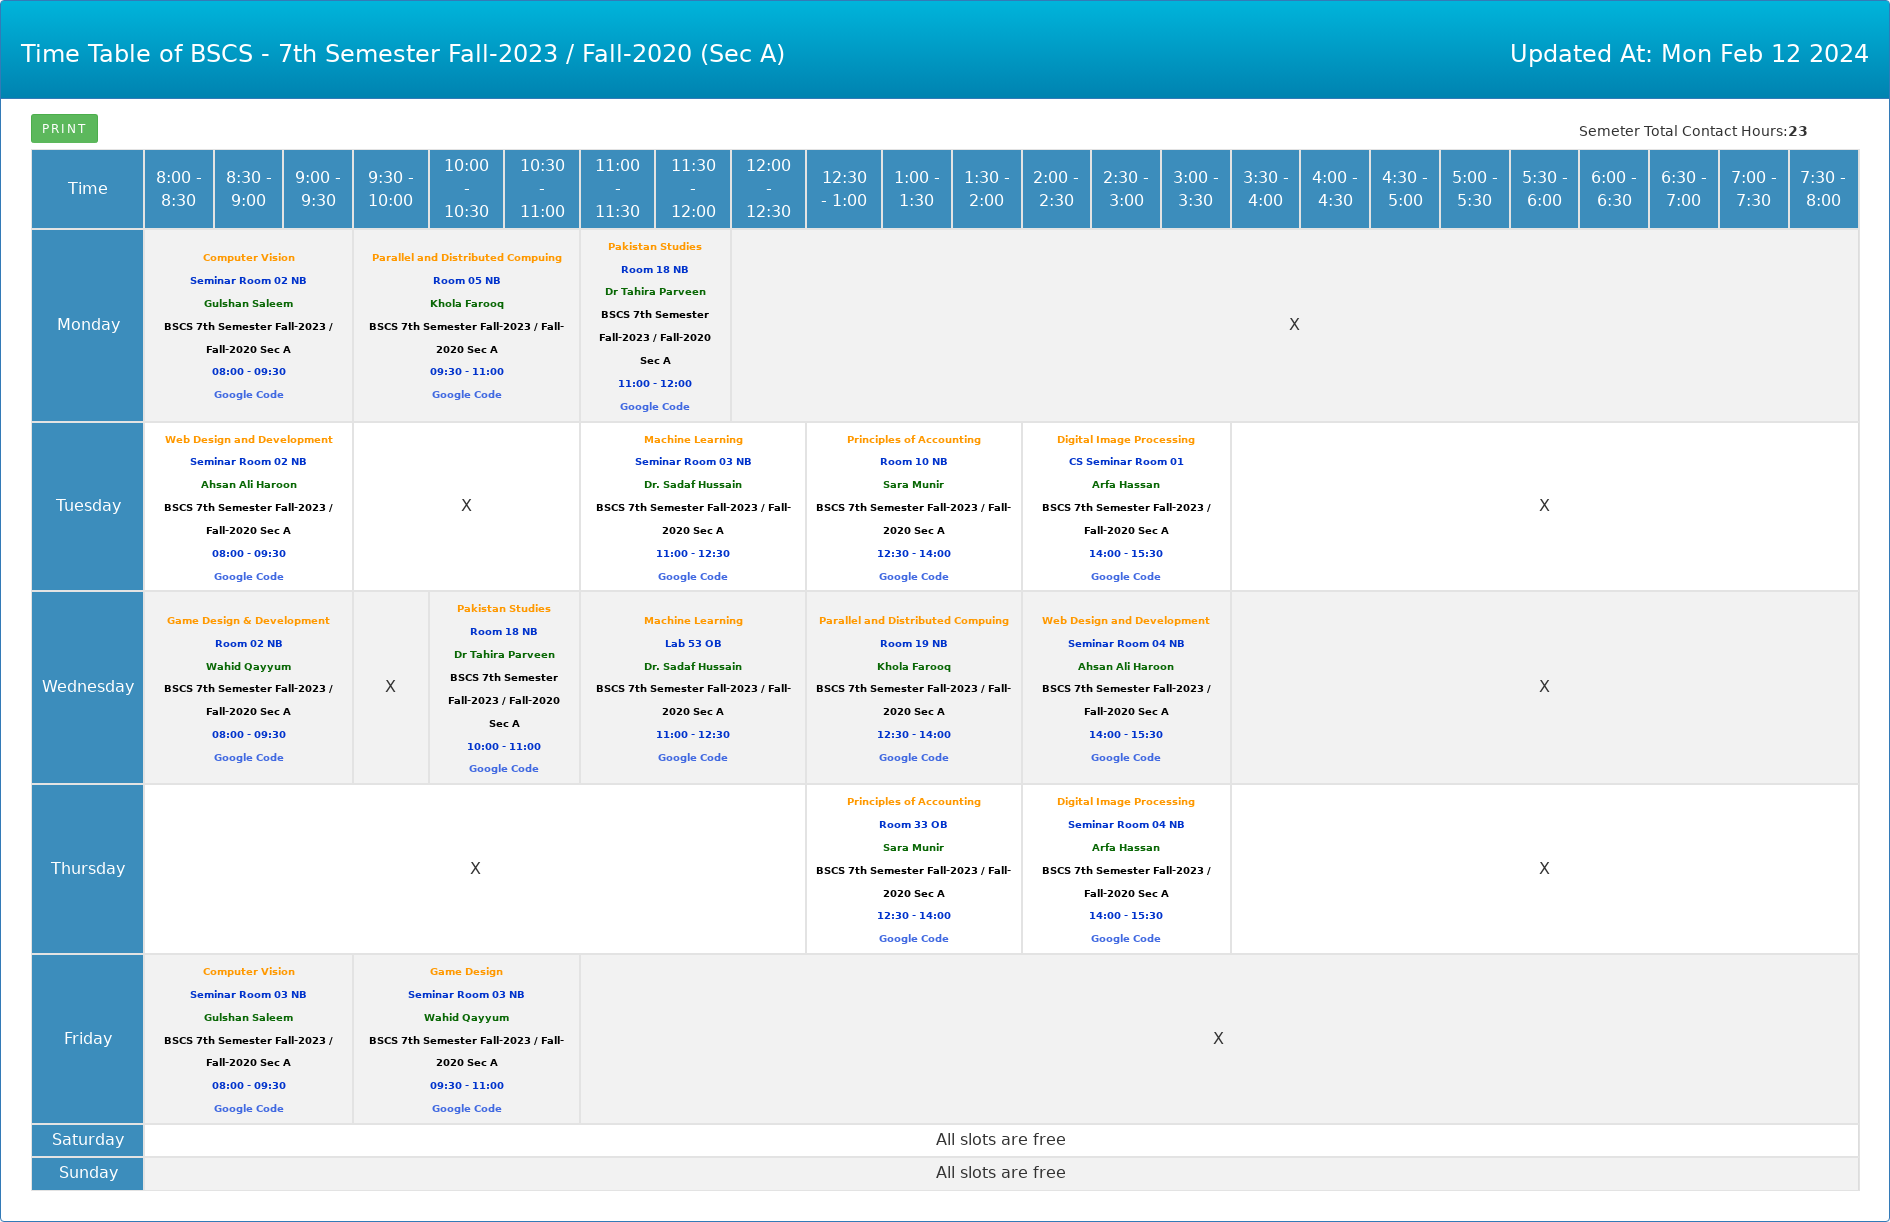 Time Table of BSCS - 7th Semester Fall-2023 / Fall-2020 (Sec A)
Updated At: Mon Feb 12 2024
PRINT
Semeter Total Contact Hours:23
Time
8:00 -
8:30
8:30 -
9:00
9:00 -
9:30
9:30 -
10:00
10:00
-
10:30
10:30
-
11:00
11:00
-
11:30
11:30
-
12:00
12:00
-
12:30
12:30
- 1:00
1:00 -
1:30
1:30 -
2:00
2:00 -
2:30
2:30 -
3:00
3:00 -
3:30
3:30 -
4:00
4:00 -
4:30
4:30 -
5:00
5:00 -
5:30
5:30 -
6:00
6:00 -
6:30
6:30 -
7:00
7:00 -
7:30
7:30 -
8:00
Monday
Computer Vision
Seminar Room 02 NB
Gulshan Saleem
BSCS 7th Semester Fall-2023 /
Fall-2020 Sec A
08:00 - 09:30
Google Code
Parallel and Distributed Compuing
Room 05 NB
Khola Farooq
BSCS 7th Semester Fall-2023 / Fall-
2020 Sec A
09:30 - 11:00
Google Code
Pakistan Studies
Room 18 NB
Dr Tahira Parveen
BSCS 7th Semester
Fall-2023 / Fall-2020
Sec A
11:00 - 12:00
Google Code
X
Tuesday
Web Design and Development
Seminar Room 02 NB
Ahsan Ali Haroon
BSCS 7th Semester Fall-2023 /
Fall-2020 Sec A
08:00 - 09:30
Google Code
X
Machine Learning
Seminar Room 03 NB
Dr. Sadaf Hussain
BSCS 7th Semester Fall-2023 / Fall-
2020 Sec A
11:00 - 12:30
Google Code
Principles of Accounting
Room 10 NB
Sara Munir
BSCS 7th Semester Fall-2023 / Fall-
2020 Sec A
12:30 - 14:00
Google Code
Digital Image Processing
CS Seminar Room 01
Arfa Hassan
BSCS 7th Semester Fall-2023 /
Fall-2020 Sec A
14:00 - 15:30
Google Code
X
Wednesday
Game Design & Development
Room 02 NB
Wahid Qayyum
BSCS 7th Semester Fall-2023 /
Fall-2020 Sec A
08:00 - 09:30
Google Code
X
Pakistan Studies
Room 18 NB
Dr Tahira Parveen
BSCS 7th Semester
Fall-2023 / Fall-2020
Sec A
10:00 - 11:00
Google Code
Machine Learning
Lab 53 OB
Dr. Sadaf Hussain
BSCS 7th Semester Fall-2023 / Fall-
2020 Sec A
11:00 - 12:30
Google Code
Parallel and Distributed Compuing
Room 19 NB
Khola Farooq
BSCS 7th Semester Fall-2023 / Fall-
2020 Sec A
12:30 - 14:00
Google Code
Web Design and Development
Seminar Room 04 NB
Ahsan Ali Haroon
BSCS 7th Semester Fall-2023 /
Fall-2020 Sec A
14:00 - 15:30
Google Code
X
Thursday
X
Principles of Accounting
Room 33 OB
Sara Munir
BSCS 7th Semester Fall-2023 / Fall-
2020 Sec A
12:30 - 14:00
Google Code
Digital Image Processing
Seminar Room 04 NB
Arfa Hassan
BSCS 7th Semester Fall-2023 /
Fall-2020 Sec A
14:00 - 15:30
Google Code
X
Friday
Computer Vision
Seminar Room 03 NB
Gulshan Saleem
BSCS 7th Semester Fall-2023 /
Fall-2020 Sec A
08:00 - 09:30
Google Code
Game Design
Seminar Room 03 NB
Wahid Qayyum
BSCS 7th Semester Fall-2023 / Fall-
2020 Sec A
09:30 - 11:00
Google Code
X
Saturday
All slots are free
Sunday
All slots are free